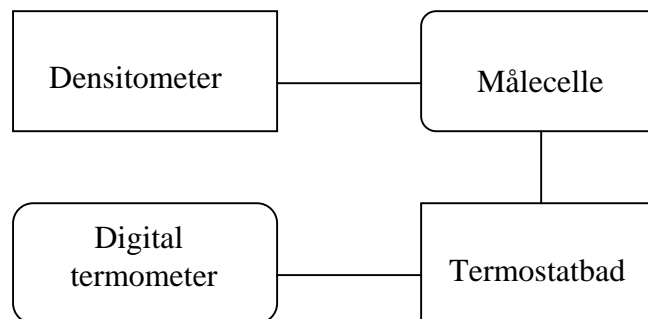 Densitometer
Målecelle
Digital
termometer
Termostatbad